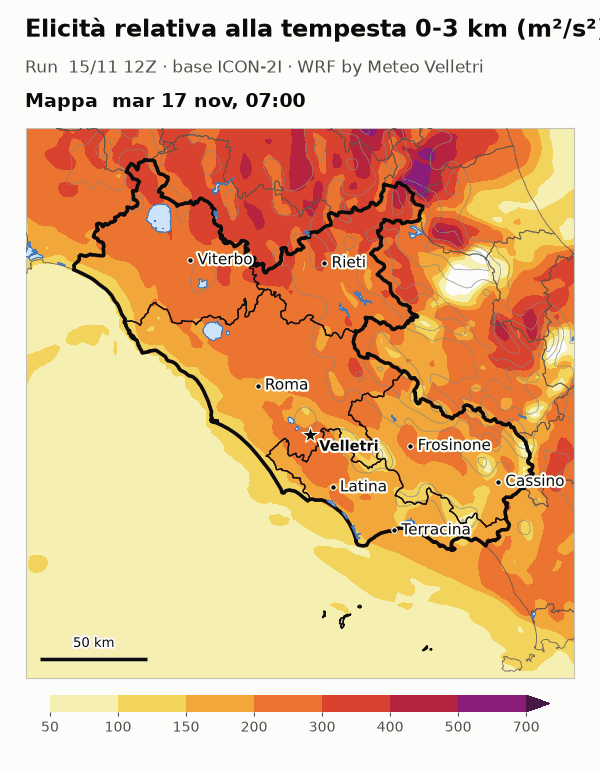 Elicità relativa alla tempesta 0-3 km (m²/s²)
Run  15/11 12Z · base ICON-2I · WRF by Meteo Velletri
Mappa  mar 17 nov, 07:00
Viterbo
Rieti
Roma
Velletri
Frosinone
Cassino
Latina
Terracina
50 km
50 100 150 200 300 400 500 700